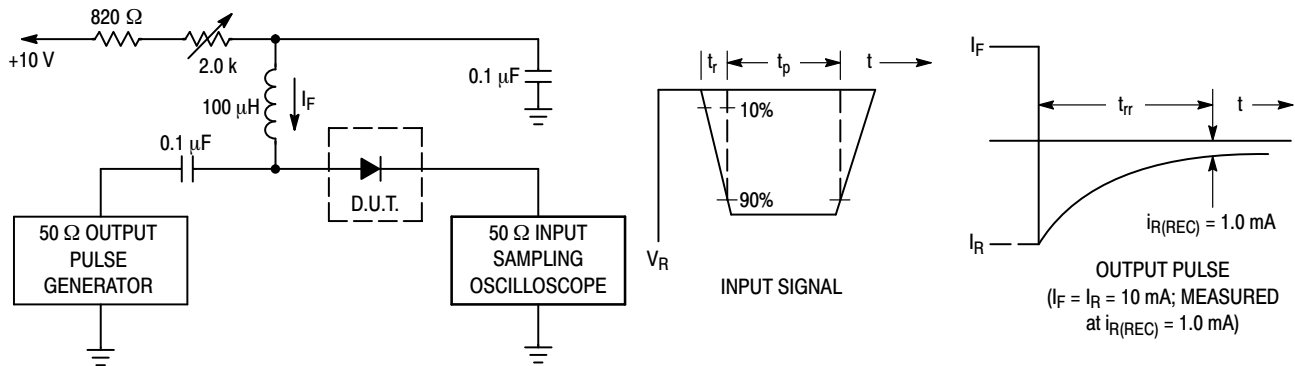 820 Ω
+10 V
2.0 k
100 μH
I_F
0.1 μF
0.1 μF
D.U.T.
50 Ω OUTPUT
PULSE
GENERATOR
50 Ω INPUT
SAMPLING
OSCILLOSCOPE
t_r
t_p
t
10%
90%
V_R
INPUT SIGNAL
I_F
t_rr
t
I_R
i_R(REC) = 1.0 mA
OUTPUT PULSE
(I_F = I_R = 10 mA; MEASURED
at i_R(REC) = 1.0 mA)